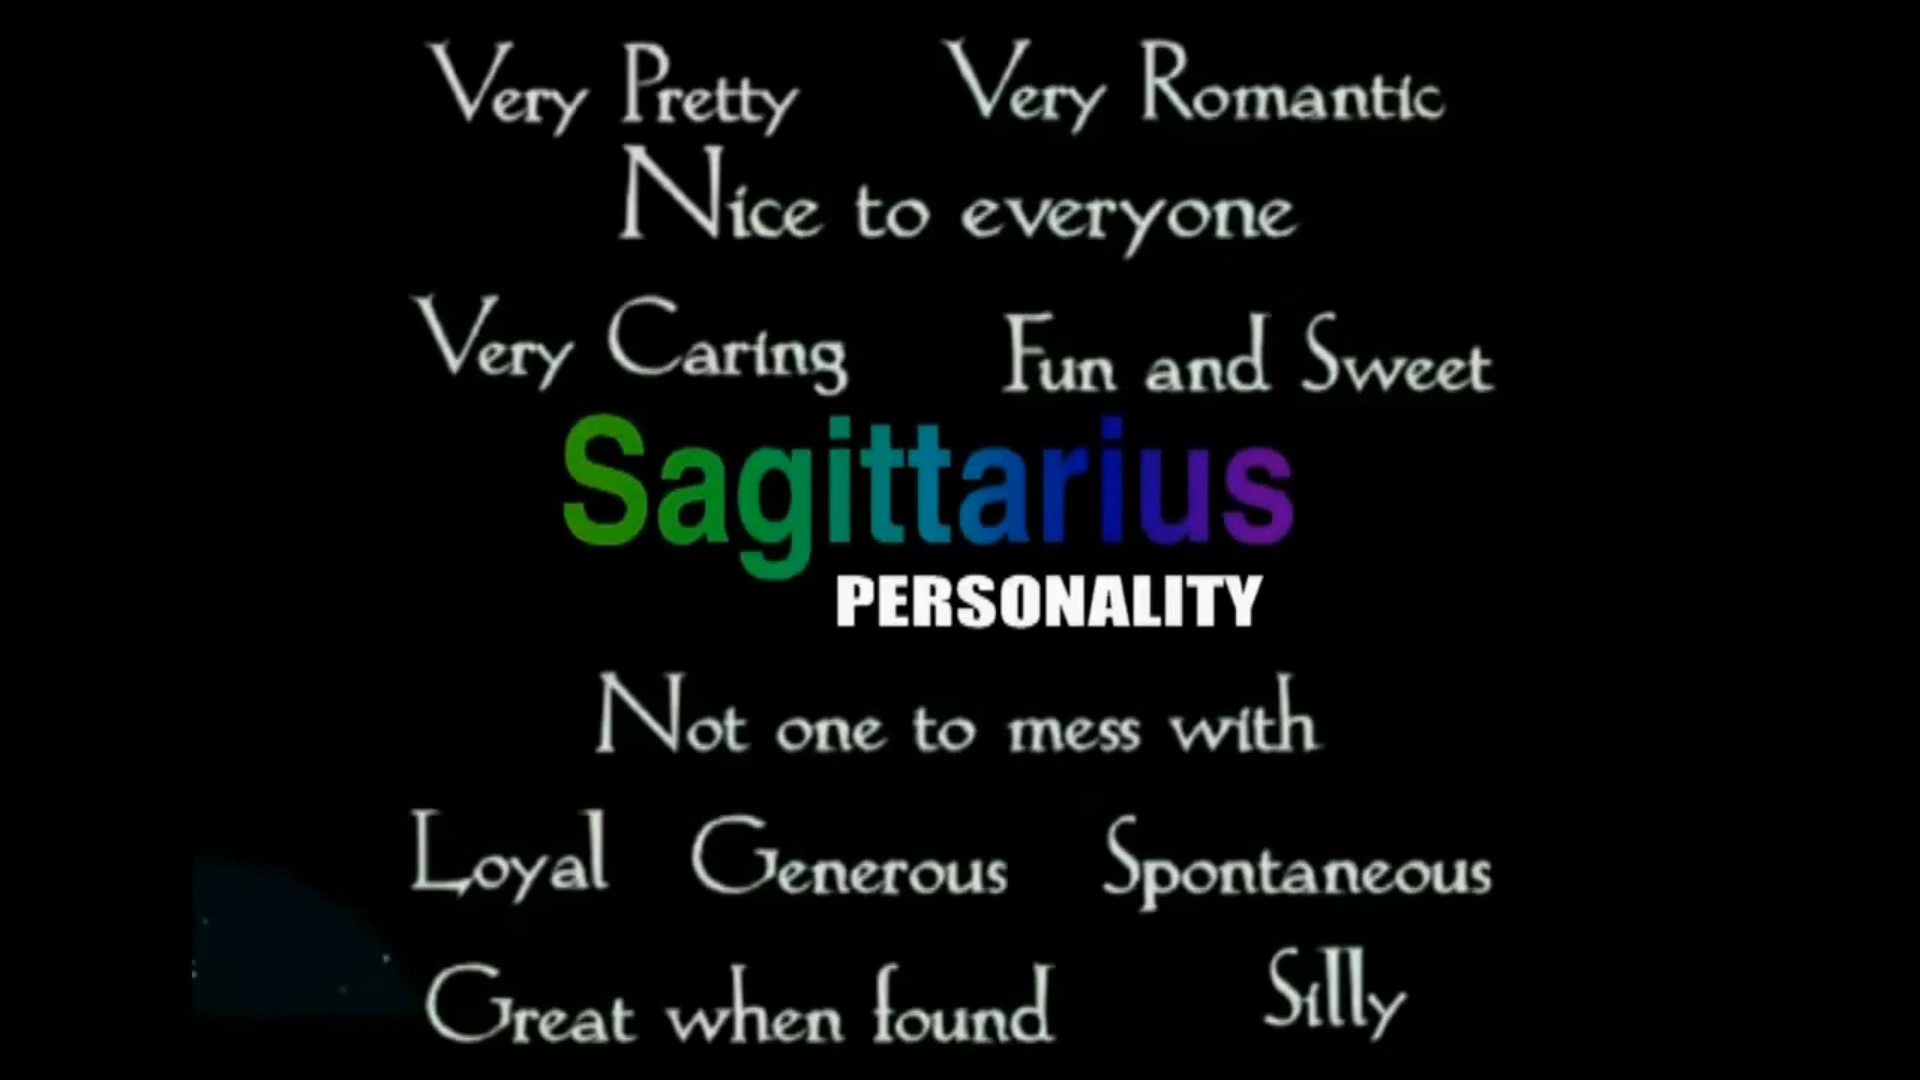 Very Pretty Very Romantic
Nice to everyone
Very Caring Fun and Sweet
Sagittarius
PERSONALITY
Not one to mess with
Loyal Generous Spontaneous
Great when found Silly